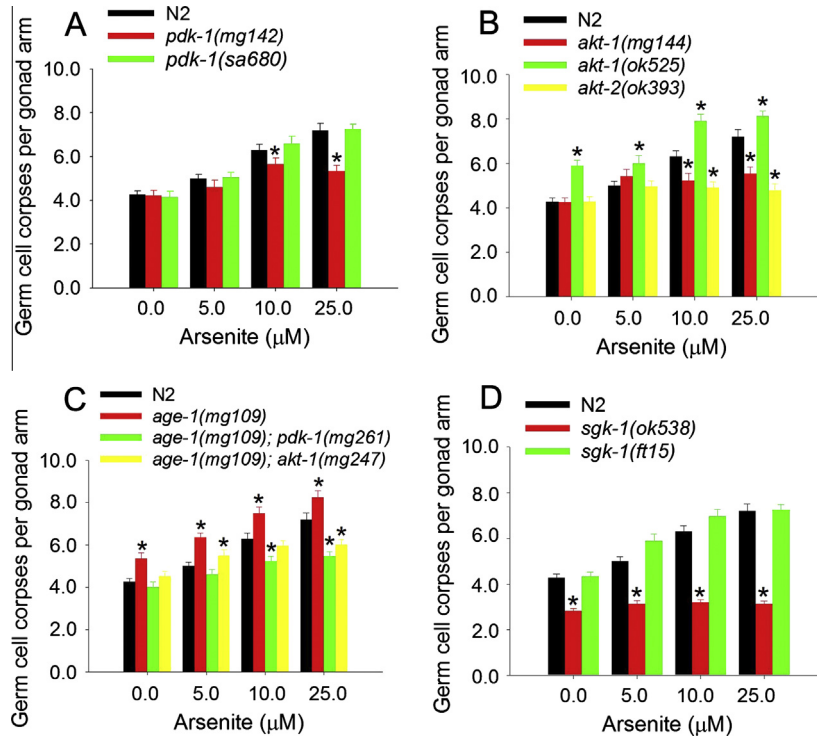 A
N2
pdk-1(mg142)
pdk-1(sa680)
Germ cell corpses per gonad arm
10.0
8.0
6.0
4.0
2.0
0.0
* *
0.0 5.0 10.0 25.0
Arsenite (μM)
B
N2
akt-1(mg144)
akt-1(ok525)
akt-2(ok393)
Germ cell corpses per gonad arm
10.0
8.0
6.0
4.0
2.0
0.0
* * * * * * * *
0.0 5.0 10.0 25.0
Arsenite (μM)
C
N2
age-1(mg109)
age-1(mg109); pdk-1(mg261)
age-1(mg109); akt-1(mg247)
Germ cell corpses per gonad arm
10.0
8.0
6.0
4.0
2.0
0.0
* * * * * * * *
0.0 5.0 10.0 25.0
Arsenite (μM)
D
N2
sgk-1(ok538)
sgk-1(ft15)
Germ cell corpses per gonad arm
10.0
8.0
6.0
4.0
2.0
0.0
* * * *
0.0 5.0 10.0 25.0
Arsenite (μM)